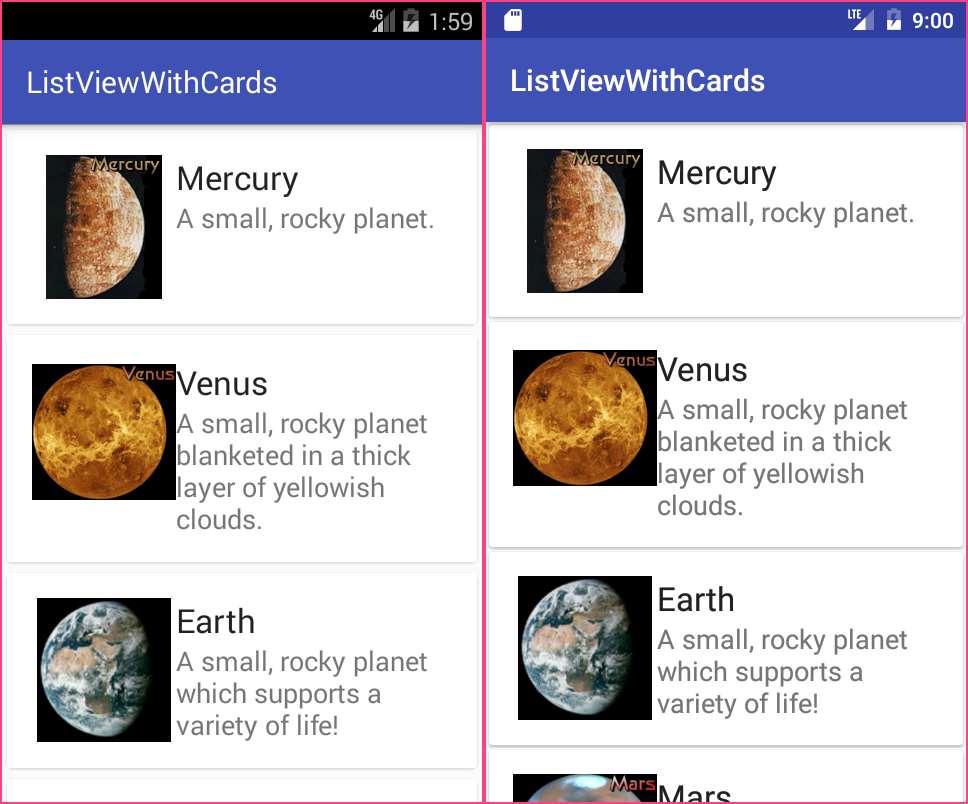 4G 1:59
ListViewWithCards
Mercury
Mercury
A small, rocky planet.
Venus
Venus
A small, rocky planet
blanketed in a thick
layer of yellowish
clouds.
Earth
A small, rocky planet
which supports a
variety of life!
LTE 9:00
ListViewWithCards
Mercury
Mercury
A small, rocky planet.
Venus
Venus
A small, rocky planet
blanketed in a thick
layer of yellowish
clouds.
Earth
A small, rocky planet
which supports a
variety of life!
Mars
Mars